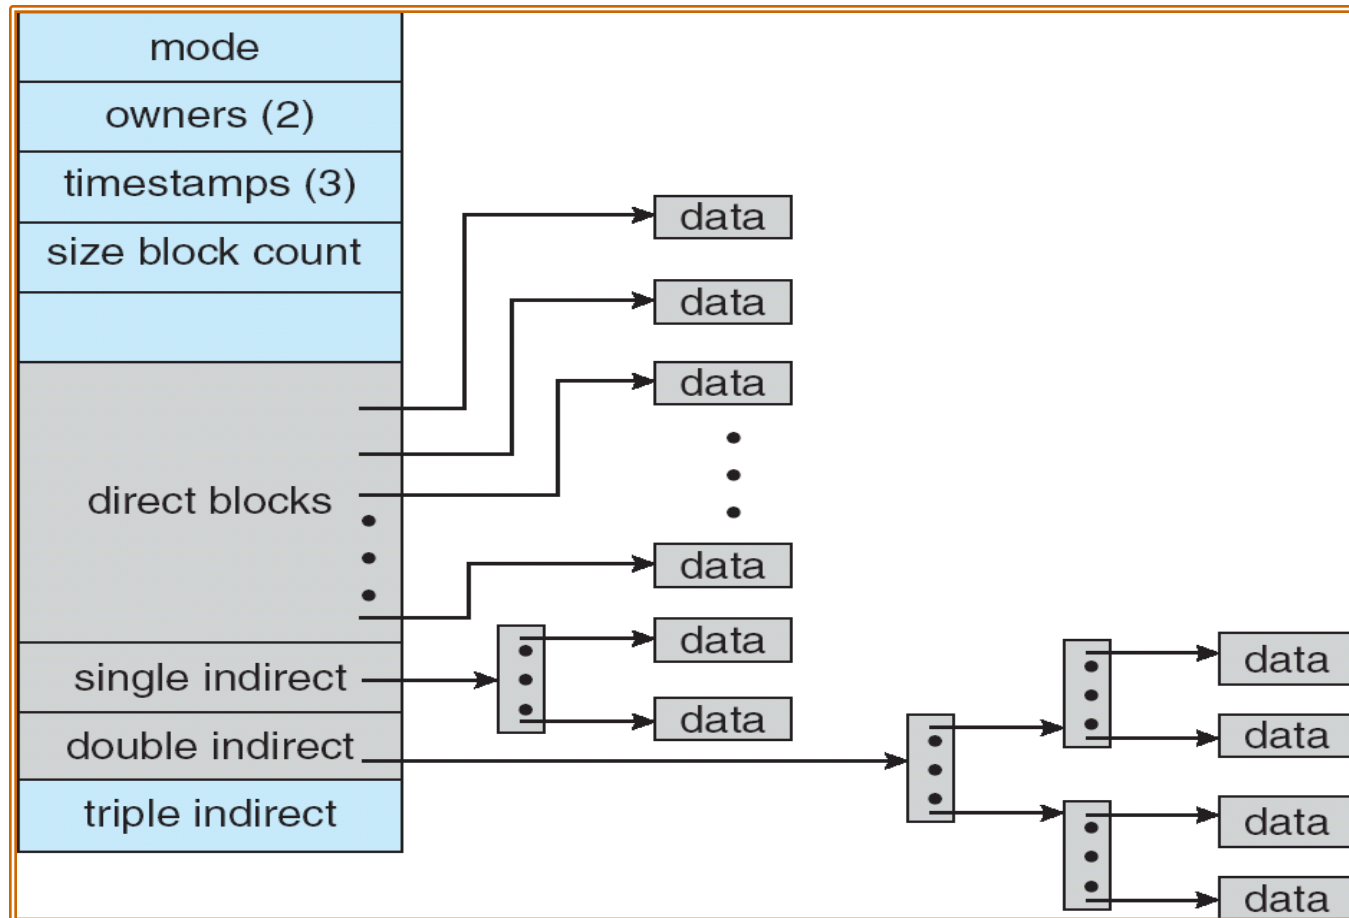 mode
owners (2)
timestamps (3)
size block count
data
data
data
direct blocks
data
data
single indirect
data
data
double indirect
data
triple indirect
data
data